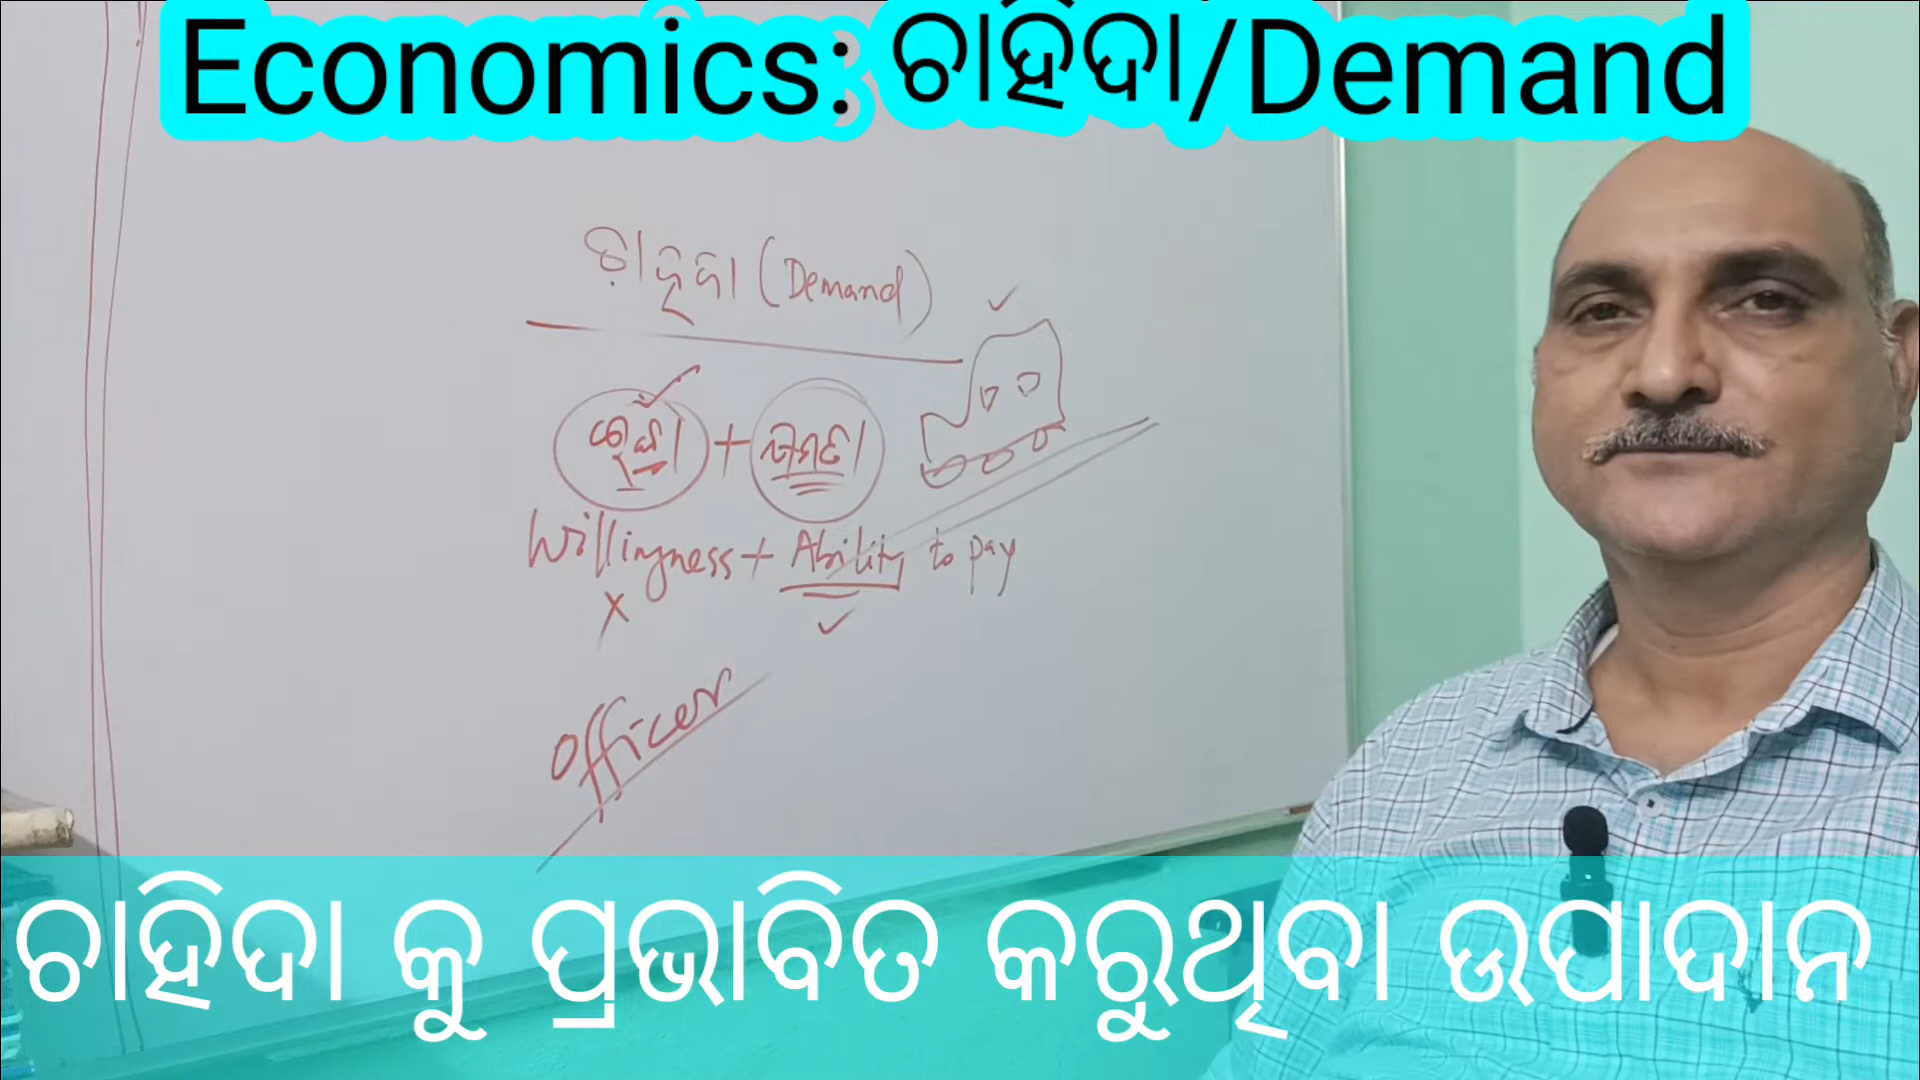 Economics: ଚାହିଦା/Demand
ଚାହିଦା (Demand)
ଇଚ୍ଛା + କ୍ଷମତା
Willingness + Ability to pay
Officer
ଚାହିଦା କୁ ପ୍ରଭାବିତ କରୁଥିବା ଉପାଦାନ